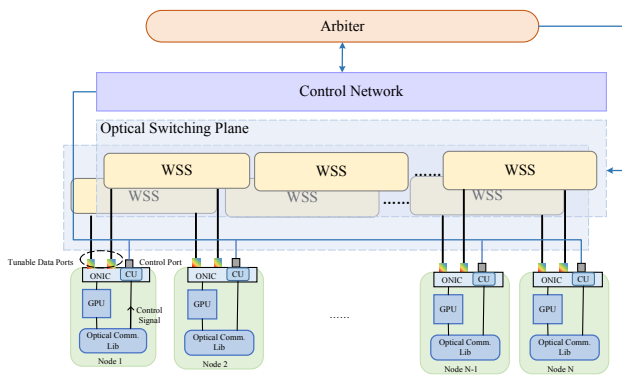 Arbiter
Control Network
Optical Switching Plane
WSS
WSS
......
WSS
WSS
WSS
......
WSS
Tunable Data Ports
Control Port
ONIC
CU
ONIC
CU
ONIC
CU
ONIC
CU
GPU
Control
Signal
GPU
GPU
GPU
Optical Comm.
Lib
Optical Comm.
Lib
......
Optical Comm.
Lib
Optical Comm.
Lib
Node 1
Node 2
Node N-1
Node N